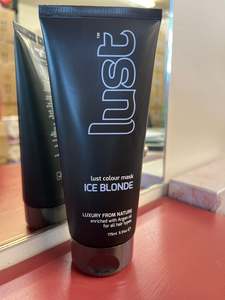 lust
lust colour mask
ICE BLONDE
LUXURY FROM NATURE
enriched with Argan oil
for all hair types